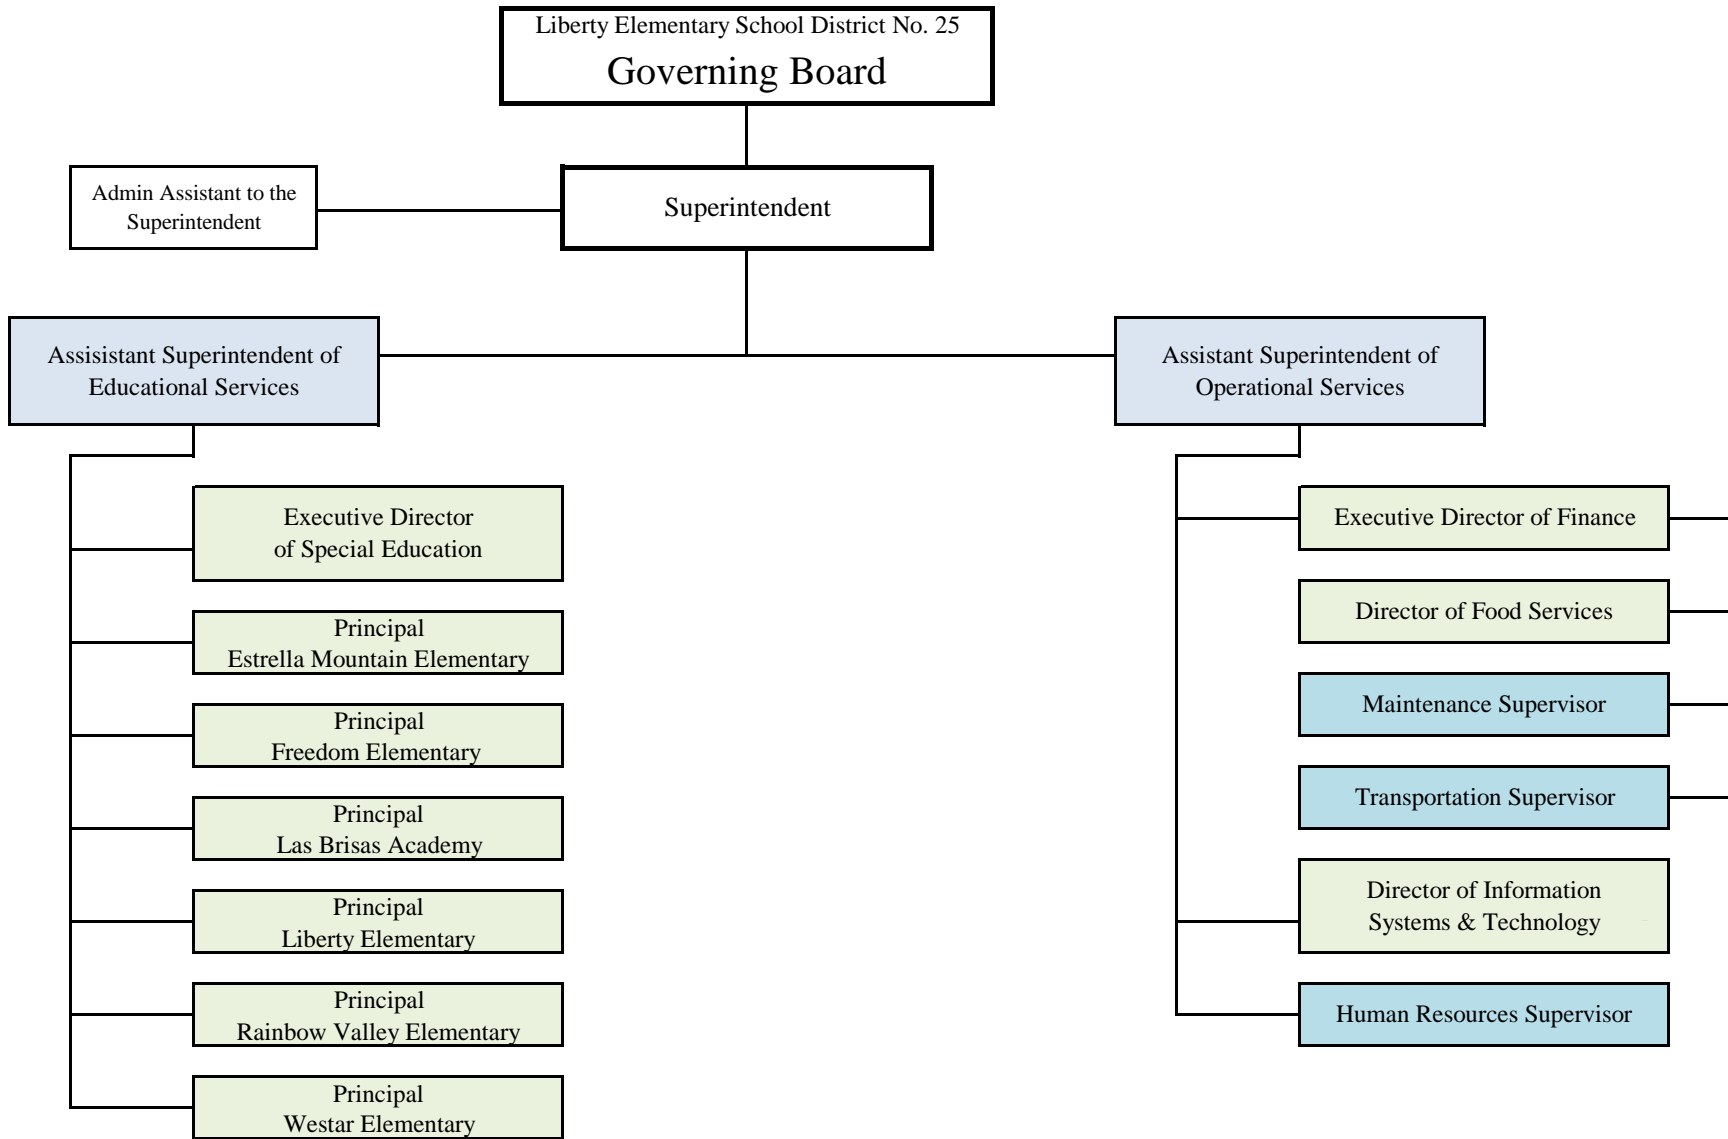 Liberty Elementary School District No. 25
Governing Board
Admin Assistant to the
Superintendent
Superintendent
Assisistant Superintendent of
Educational Services
Assistant Superintendent of
Operational Services
Executive Director
of Special Education
Principal
Estrella Mountain Elementary
Principal
Freedom Elementary
Principal
Las Brisas Academy
Principal
Liberty Elementary
Principal
Rainbow Valley Elementary
Principal
Westar Elementary
Executive Director of Finance
Director of Food Services
Maintenance Supervisor
Transportation Supervisor
Director of Information
Systems & Technology
Human Resources Supervisor